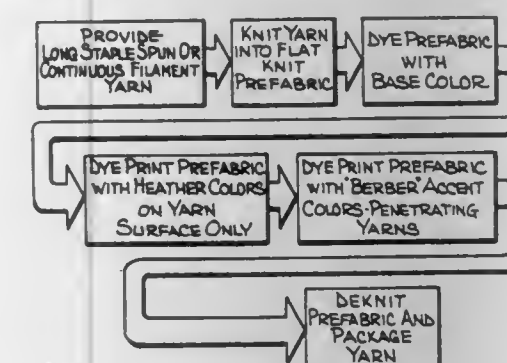 PROVIDE
LONG STAPLE SPUN OR
CONTINUOUS FILAMENT
YARN
KNIT YARN
INTO FLAT
KNIT
PREFABRIC
DYE PREFABRIC
WITH
BASE COLOR
DYE PRINT PREFABRIC
WITH HEATHER COLORS
ON YARN
SURFACE ONLY
DYE PRINT PREFABRIC
WITH "BERBER" ACCENT
COLORS-PENETRATING
YARNS
DEKNIT
PREFABRIC AND
PACKAGE
YARN